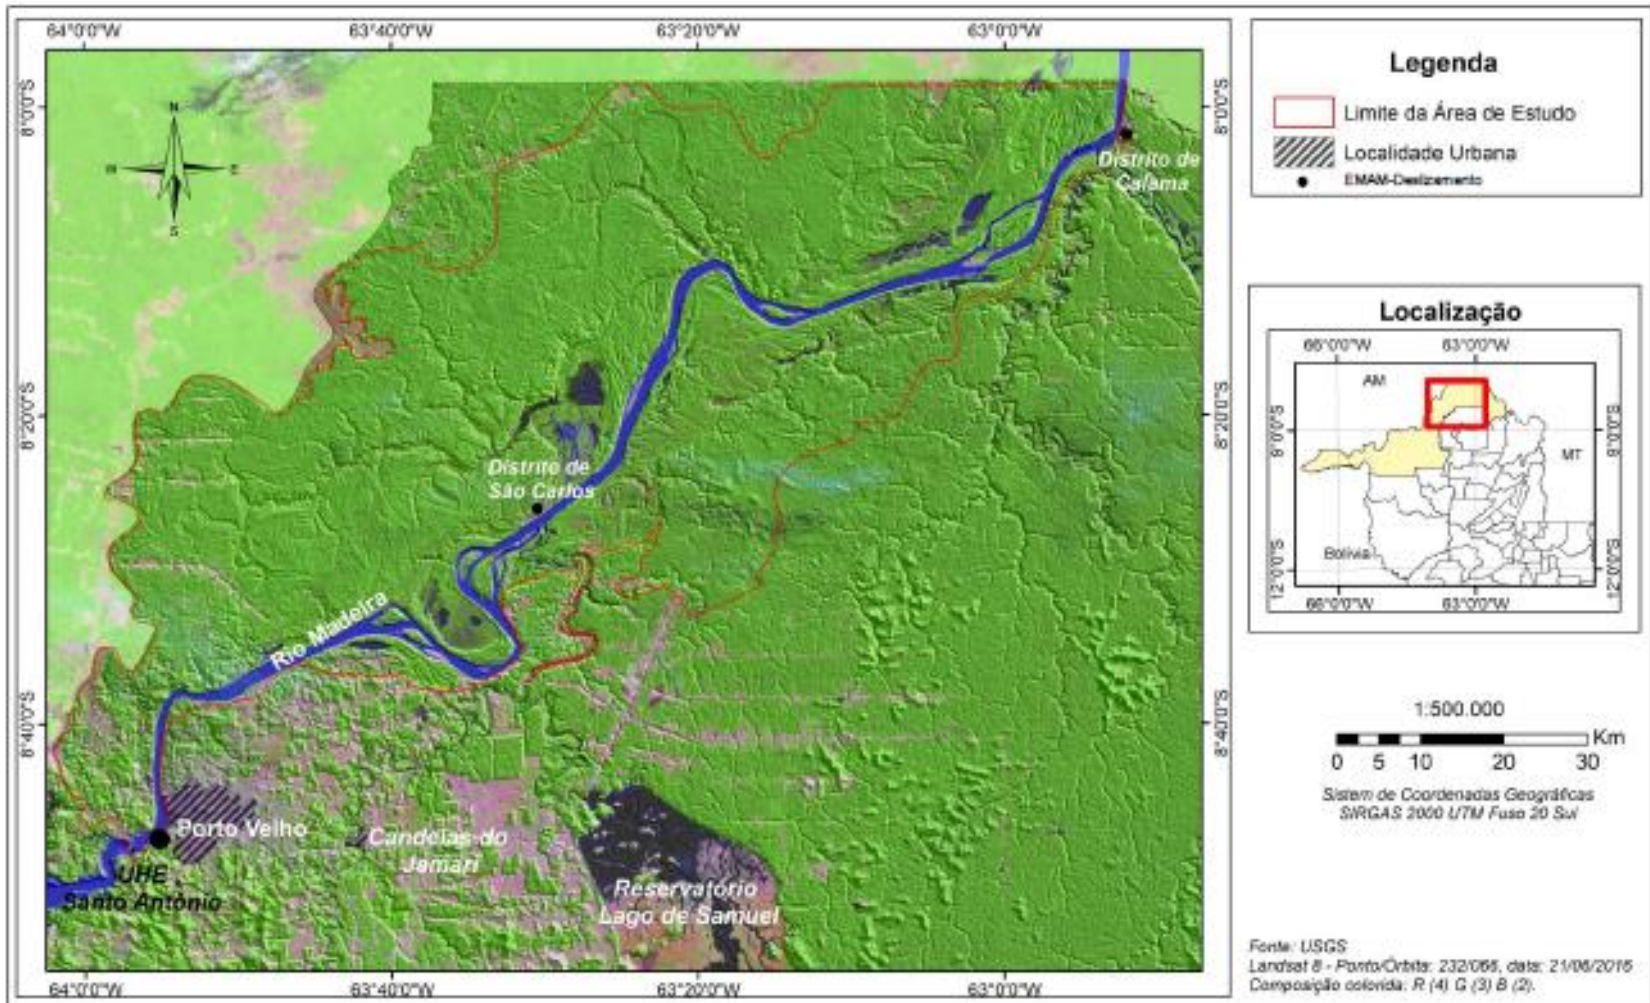 64°0'0"W 63°40'0"W 63°20'0"W 63°0'0"W
8°0'0"S
8°20'0"S
8°40'0"S
8°0'0"S
8°20'0"S
8°40'0"S
64°0'0"W 63°40'0"W 63°20'0"W 63°0'0"W
N
E
S
Distrito de
Calama
Distrito de
São Carlos
Rio Madeira
Porto Velho
UHE
Santo Antônio
Candeias do
Jamari
Reservatório
Lago de Samuel
Legenda
Limite da Área de Estudo
Localidade Urbana
EMAM-Deslizamento
Localização
66°0'0"W 63°0'0"W
AM
MT
Bolívia
9°0'0"S
12°0'0"S
9°0'0"S
12°0'0"S
66°0'0"W 63°0'0"W
1:500.000
Km
0 5 10 20 30
Sistem de Coordenadas Geográficas
SIRGAS 2000 UTM Fuso 20 Sul
Fonte: USGS
Landsat 8 - Ponto/Órbita: 232/066, data: 21/06/2016
Composição colorida: R (4) G (3) B (2).